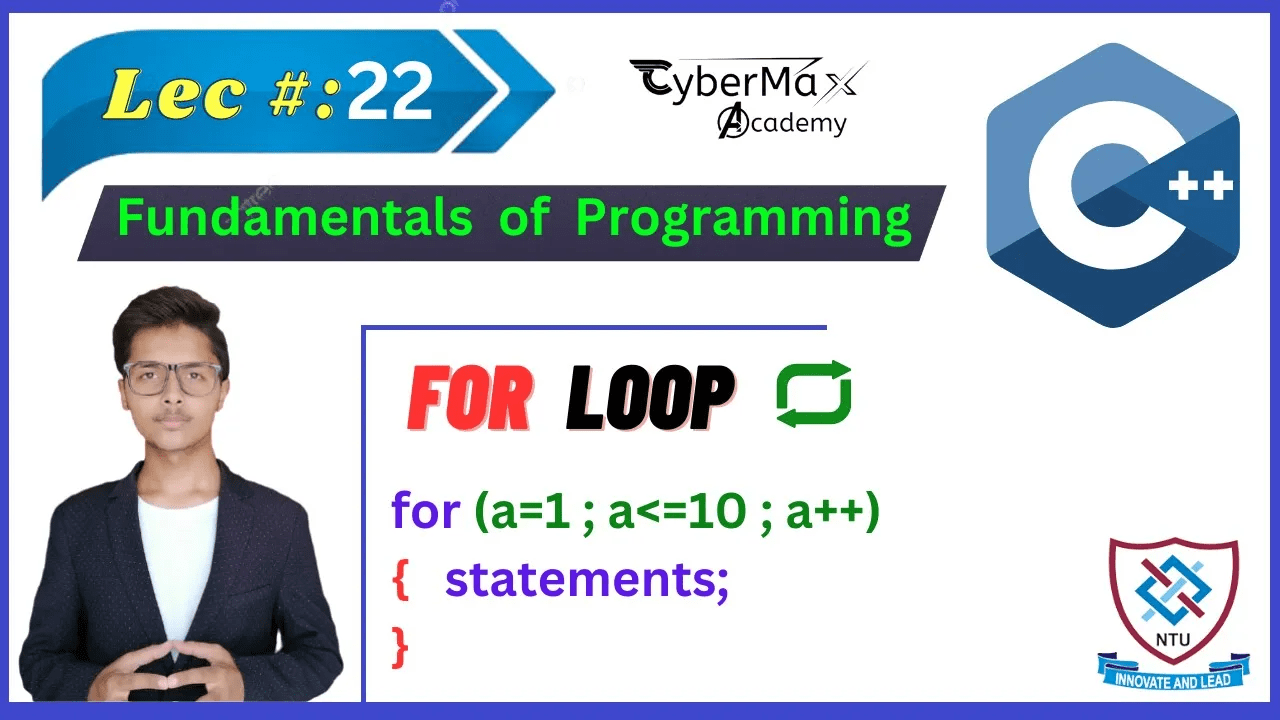 Lec #:22
CyberMax
Academy
C++
Fundamentals of Programming
FOR LOOP
for (a=1 ; a<=10 ; a++)
{ statements;
}
NTU
INNOVATE AND LEAD